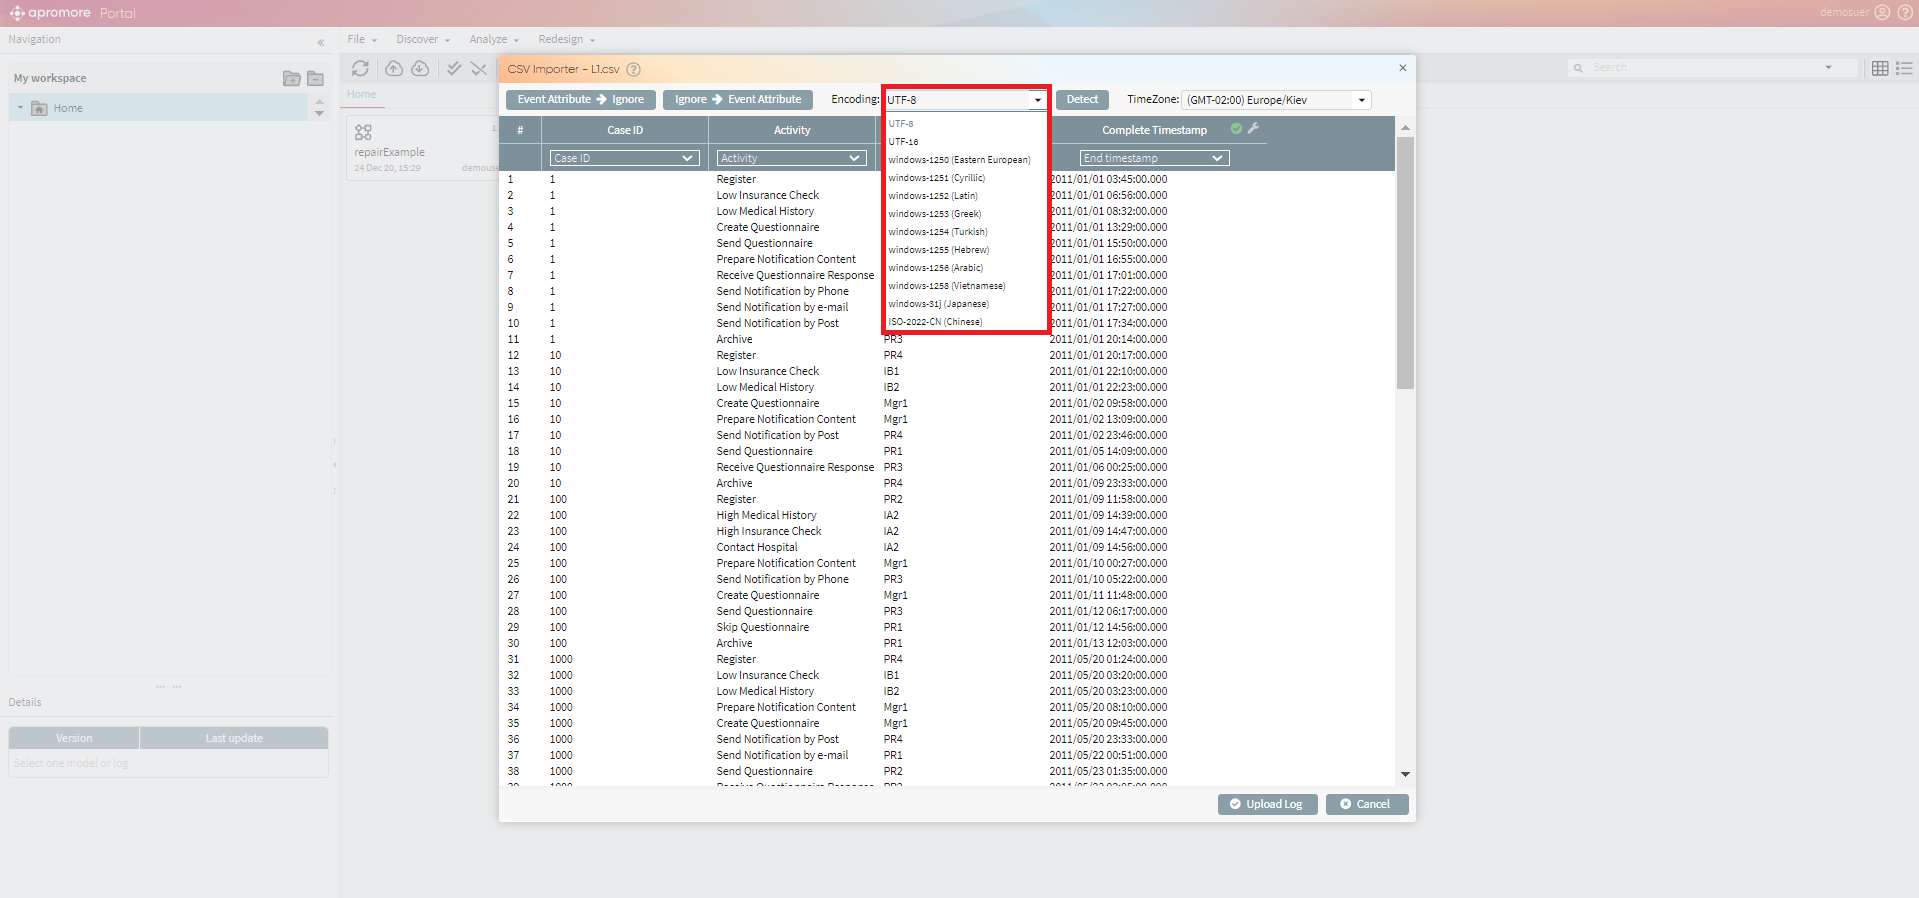 apromore Portal
demosuer
Navigation
File Discover Analyze Redesign
My workspace
Home
Home
Search
repairExample
24 Dec 20, 15:29
CSV Importer - L1.csv
Event Attribute Ignore
Ignore Event Attribute
Encoding: UTF-8
Detect
TimeZone: (GMT-02:00) Europe/Kiev
UTF-8
UTF-16
windows-1250 (Eastern European)
windows-1251 (Cyrillic)
windows-1252 (Latin)
windows-1253 (Greek)
windows-1254 (Turkish)
windows-1255 (Hebrew)
windows-1256 (Arabic)
windows-1258 (Vietnamese)
windows-31j (Japanese)
ISO-2022-CN (Chinese)
# Case ID Activity Complete Timestamp
Case ID Activity End timestamp
1 1 Register 2011/01/01 03:45:00.000
2 1 Low Insurance Check 2011/01/01 06:56:00.000
3 1 Low Medical History 2011/01/01 08:32:00.000
4 1 Create Questionnaire 2011/01/01 13:29:00.000
5 1 Send Questionnaire 2011/01/01 15:50:00.000
6 1 Prepare Notification Content 2011/01/01 16:55:00.000
7 1 Receive Questionnaire Response 2011/01/01 17:01:00.000
8 1 Send Notification by Phone 2011/01/01 17:22:00.000
9 1 Send Notification by e-mail 2011/01/01 17:27:00.000
10 1 Send Notification by Post 2011/01/01 17:34:00.000
11 1 Archive PR3 2011/01/01 20:14:00.000
12 10 Register PR4 2011/01/01 20:17:00.000
13 10 Low Insurance Check IB1 2011/01/01 22:10:00.000
14 10 Low Medical History IB2 2011/01/01 22:23:00.000
15 10 Create Questionnaire Mgr1 2011/01/02 09:58:00.000
16 10 Prepare Notification Content Mgr1 2011/01/02 13:09:00.000
17 10 Send Notification by Post PR4 2011/01/02 23:46:00.000
18 10 Send Questionnaire PR1 2011/01/05 14:09:00.000
19 10 Receive Questionnaire Response PR3 2011/01/06 00:25:00.000
20 10 Archive PR4 2011/01/09 23:33:00.000
21 100 Register PR2 2011/01/09 11:58:00.000
22 100 High Medical History IA2 2011/01/09 14:39:00.000
23 100 High Insurance Check IA2 2011/01/09 14:47:00.000
24 100 Contact Hospital IA2 2011/01/09 14:56:00.000
25 100 Prepare Notification Content Mgr1 2011/01/10 00:27:00.000
26 100 Send Notification by Phone PR3 2011/01/10 05:22:00.000
27 100 Create Questionnaire Mgr1 2011/01/11 11:48:00.000
28 100 Send Questionnaire PR3 2011/01/12 06:17:00.000
29 100 Skip Questionnaire PR1 2011/01/12 14:56:00.000
30 100 Archive PR1 2011/01/13 12:03:00.000
31 1000 Register PR4 2011/05/20 01:24:00.000
32 1000 Low Insurance Check IB1 2011/05/20 03:20:00.000
33 1000 Low Medical History IB2 2011/05/20 03:23:00.000
34 1000 Prepare Notification Content Mgr1 2011/05/20 08:10:00.000
35 1000 Create Questionnaire Mgr1 2011/05/20 09:45:00.000
36 1000 Send Notification by Post PR4 2011/05/20 23:33:00.000
37 1000 Send Notification by e-mail PR1 2011/05/22 00:51:00.000
38 1000 Send Questionnaire PR2 2011/05/23 01:35:00.000
Upload Log Cancel
Details
Version Last update
Select one model or log